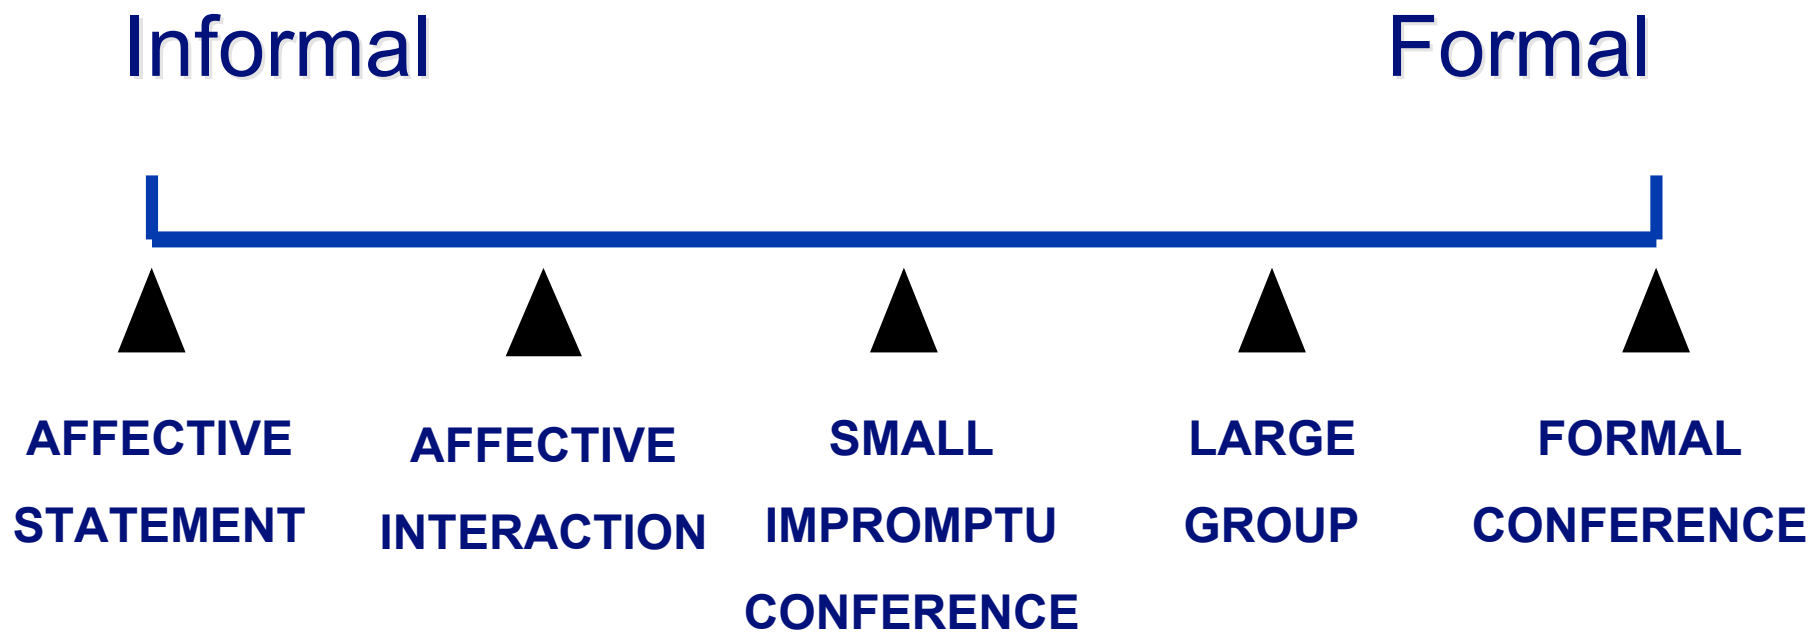 Informal
Formal
AFFECTIVE
STATEMENT
AFFECTIVE
INTERACTION
SMALL
IMPROMPTU
CONFERENCE
LARGE
GROUP
FORMAL
CONFERENCE